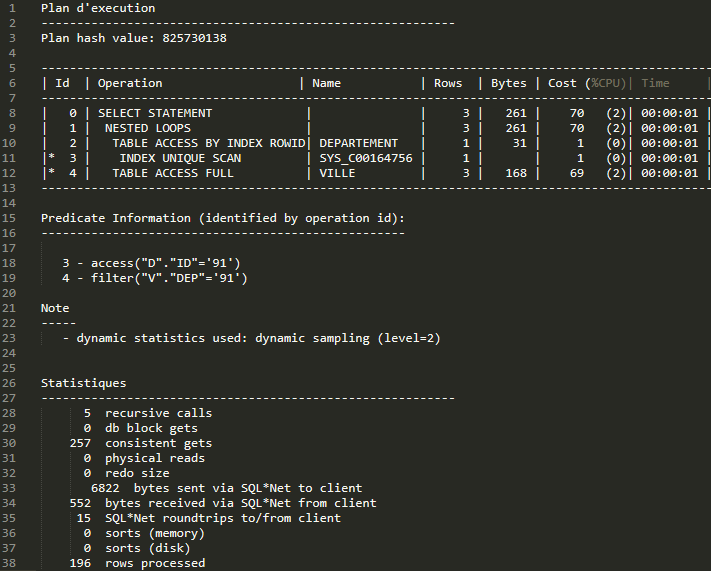 1 Plan d'execution
2 ----------------------------------------------------------
3 Plan hash value: 825730138
4
5 ----------------------------------------------------------------------------------------------
6 | Id  | Operation                    | Name         | Rows  | Bytes | Cost (%CPU)| Time     |
7 ----------------------------------------------------------------------------------------------
8 |   0 | SELECT STATEMENT             |              |     3 |   261 |    70   (2)| 00:00:01 |
9 |   1 |  NESTED LOOPS                |              |     3 |   261 |    70   (2)| 00:00:01 |
10 |   2 |   TABLE ACCESS BY INDEX ROWID| DEPARTEMENT  |     1 |    31 |     1   (0)| 00:00:01 |
11 |*  3 |    INDEX UNIQUE SCAN         | SYS_C00164756 |     1 |       |     1   (0)| 00:00:01 |
12 |*  4 |   TABLE ACCESS FULL          | VILLE        |     3 |   168 |    69   (2)| 00:00:01 |
13 ----------------------------------------------------------------------------------------------
14
15 Predicate Information (identified by operation id):
16 ---------------------------------------------------
17
18    3 - access("D"."ID"='91')
19    4 - filter("V"."DEP"='91')
20
21 Note
22 -----
23    - dynamic statistics used: dynamic sampling (level=2)
24
25
26 Statistiques
27 ----------------------------------------------------------
28       5  recursive calls
29       0  db block gets
30     257  consistent gets
31       0  physical reads
32       0  redo size
33        6822  bytes sent via SQL*Net to client
34     552  bytes received via SQL*Net from client
35      15  SQL*Net roundtrips to/from client
36       0  sorts (memory)
37       0  sorts (disk)
38     196  rows processed